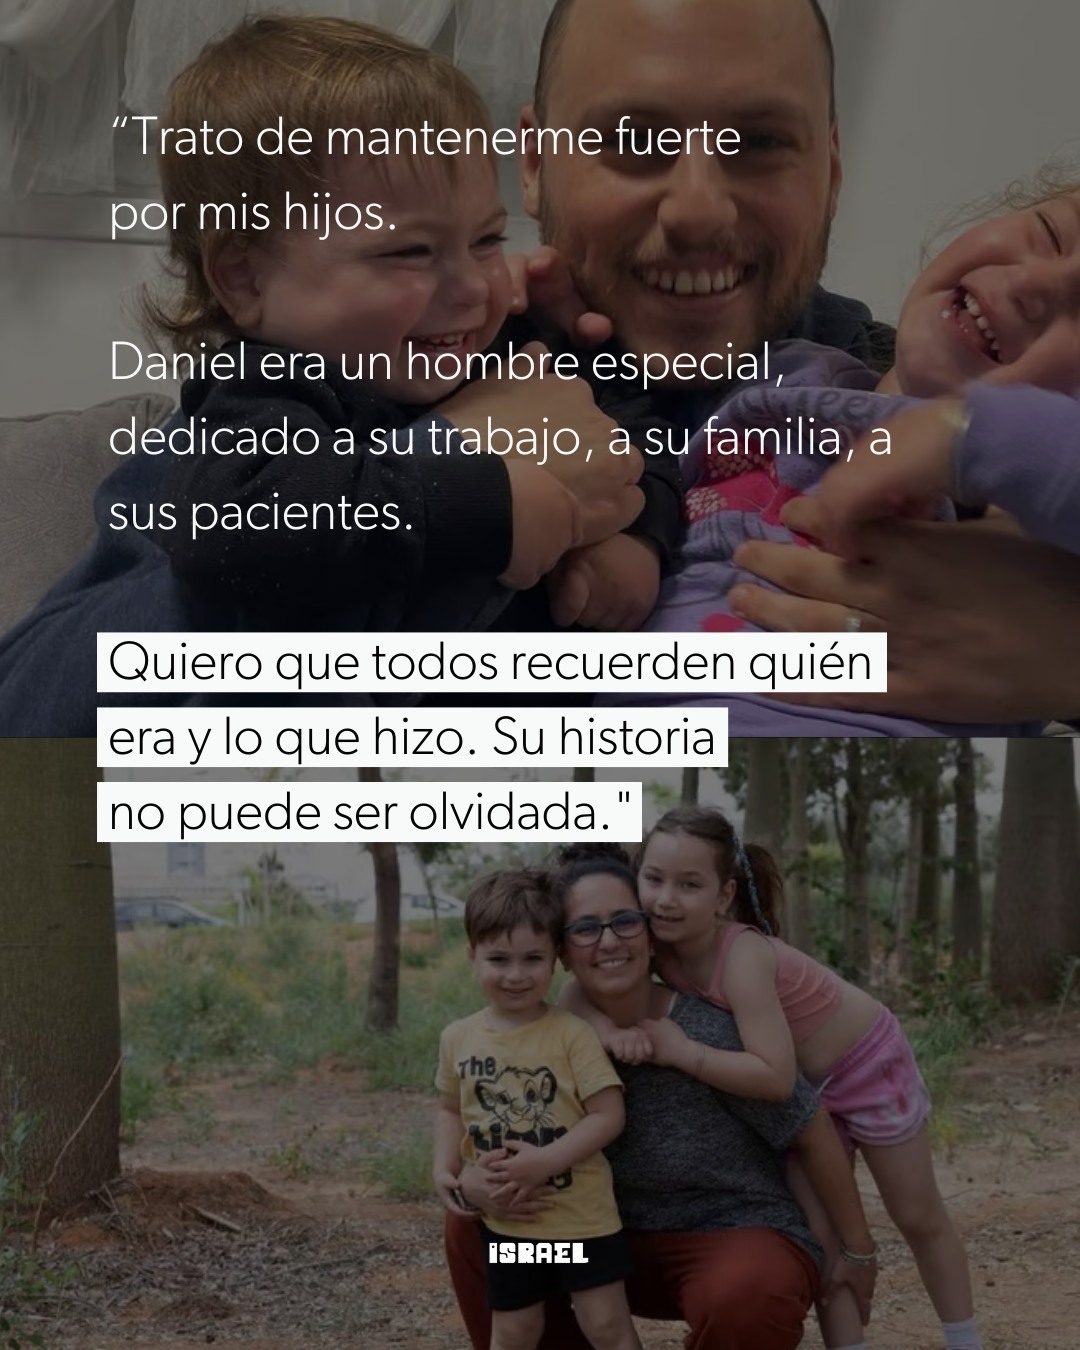 “Trato de mantenerme fuerte
por mis hijos.
Daniel era un hombre especial,
dedicado a su trabajo, a su familia, a
sus pacientes.
Quiero que todos recuerden quién
era y lo que hizo. Su historia
no puede ser olvidada."
The
ISRAEL